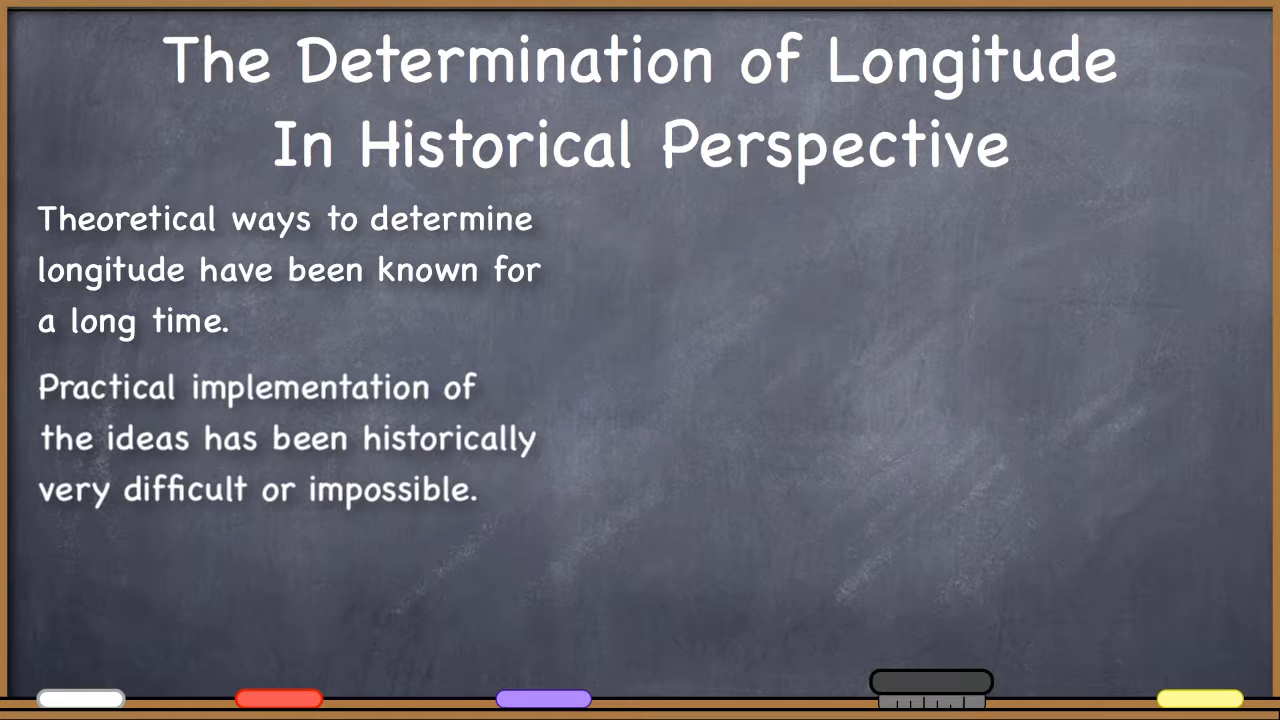 The Determination of Longitude
In Historical Perspective
Theoretical ways to determine
longitude have been known for
a long time.
Practical implementation of
the ideas has been historically
very difficult or impossible.